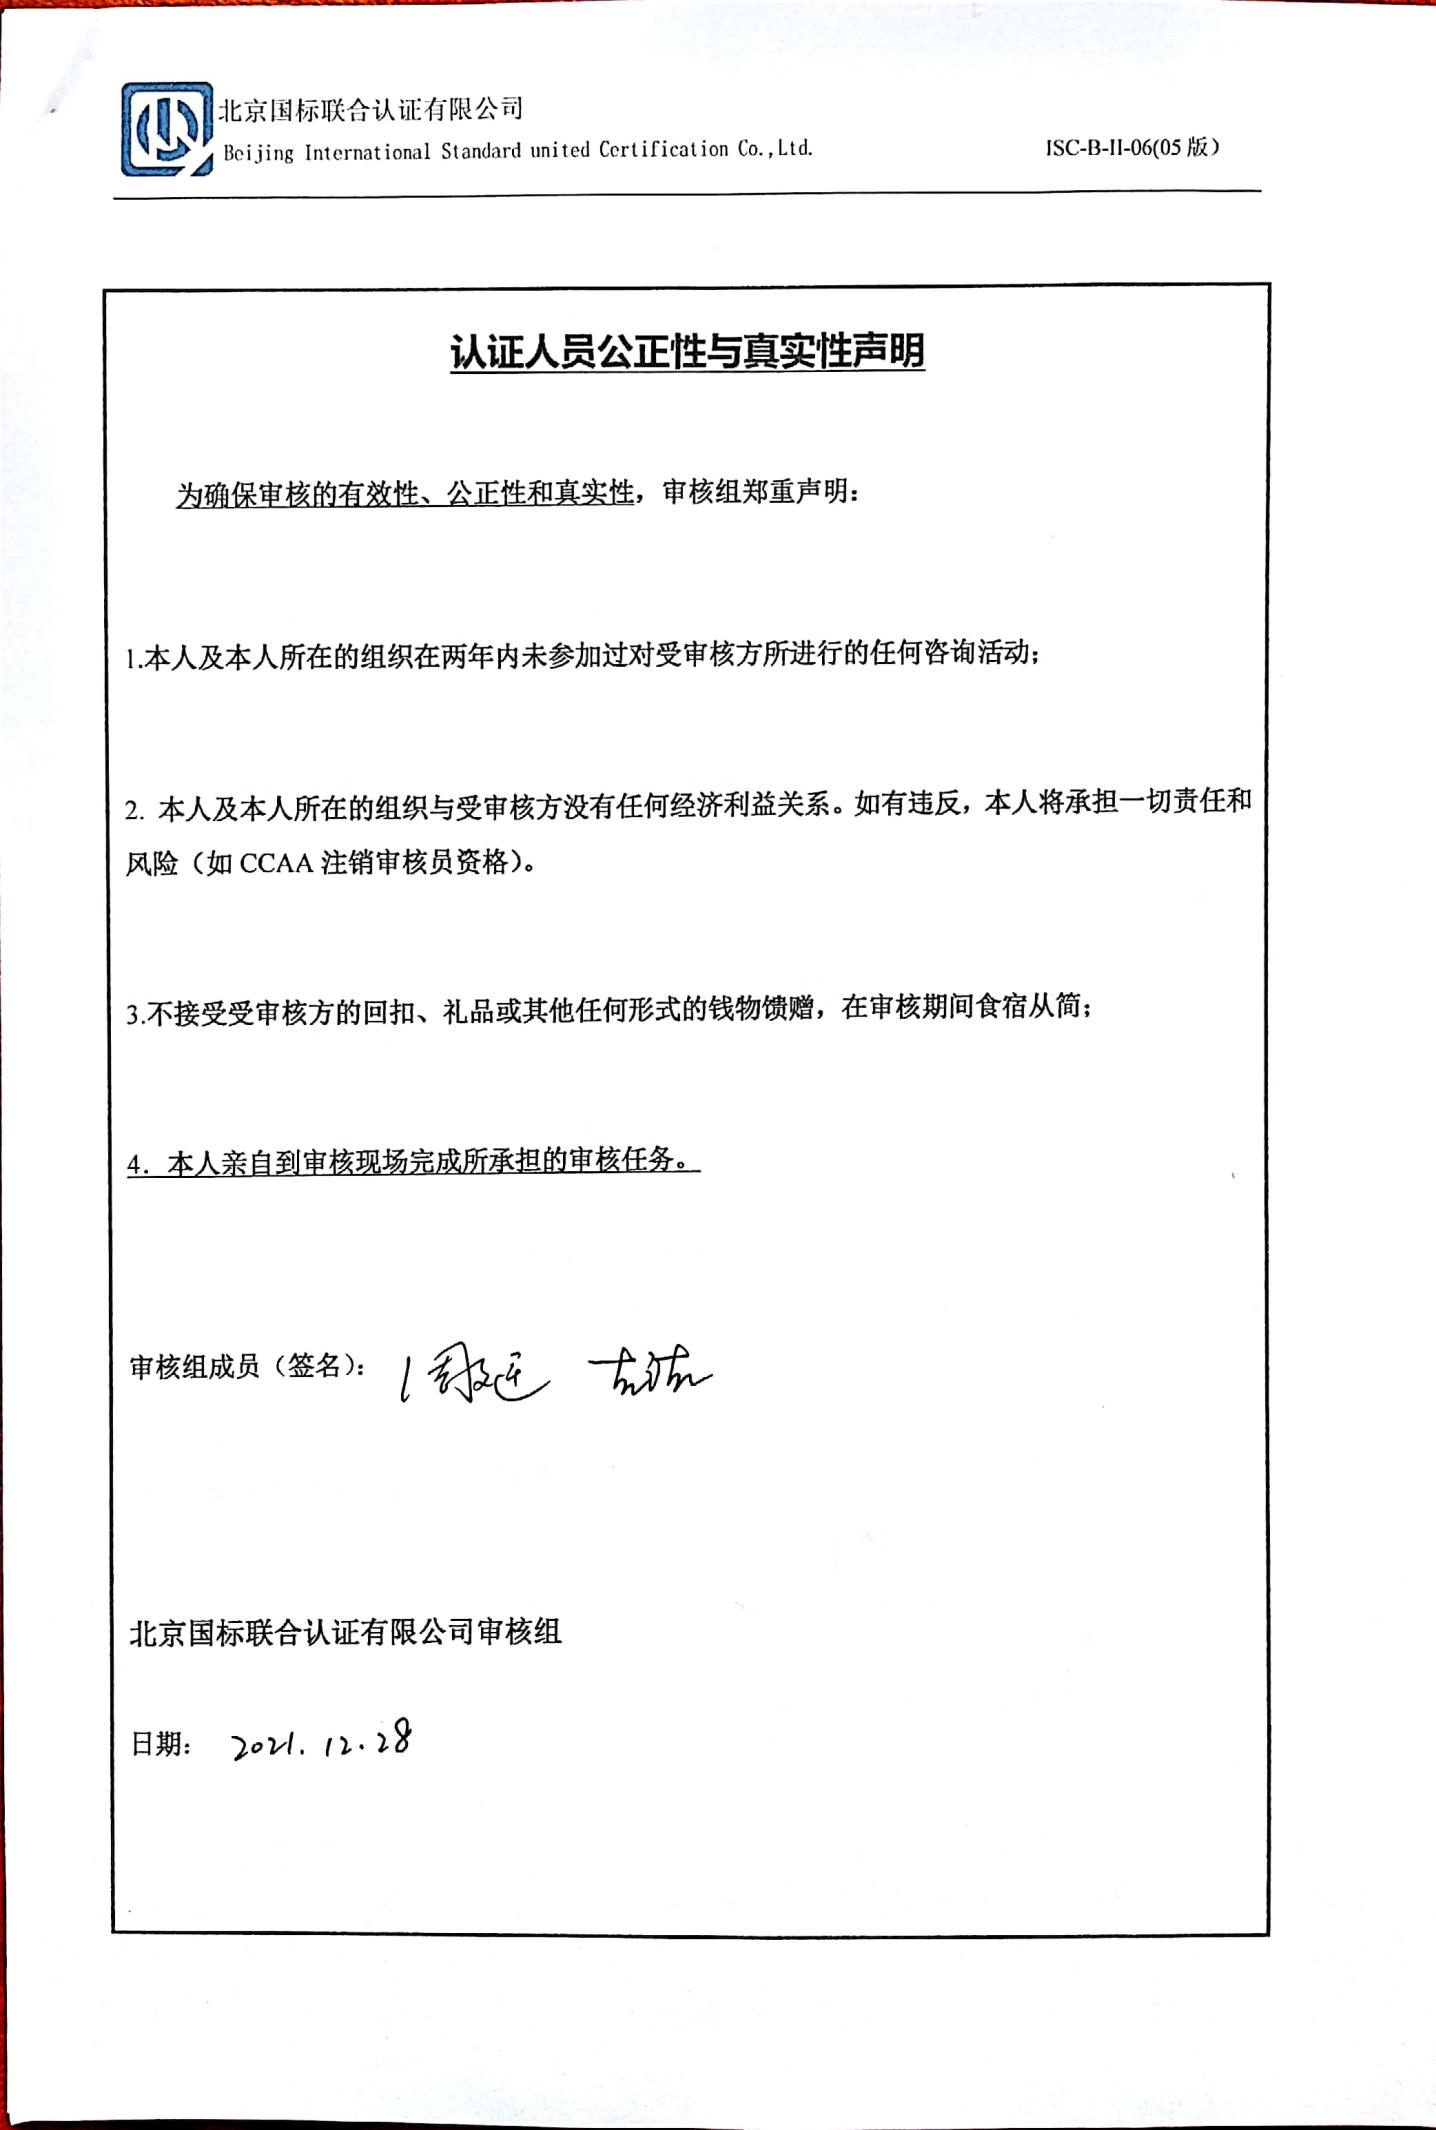 北京国标联合认证有限公司
Beijing International Standard united Certification Co.,Ltd.
ISC-B-II-06(05 版）
认证人员公正性与真实性声明
为确保审核的有效性、公正性和真实性，审核组郑重声明：
1.本人及本人所在的组织在两年内未参加过对受审核方所进行的任何咨询活动；
2. 本人及本人所在的组织与受审核方没有任何经济利益关系。如有违反，本人将承担一切责任和
风险（如 CCAA 注销审核员资格）。
3.不接受受审核方的回扣、礼品或其他任何形式的钱物馈赠，在审核期间食宿从简；
4. 本人亲自到审核现场完成所承担的审核任务。
审核组成员（签名）：
北京国标联合认证有限公司审核组
日期： 2021.12.28